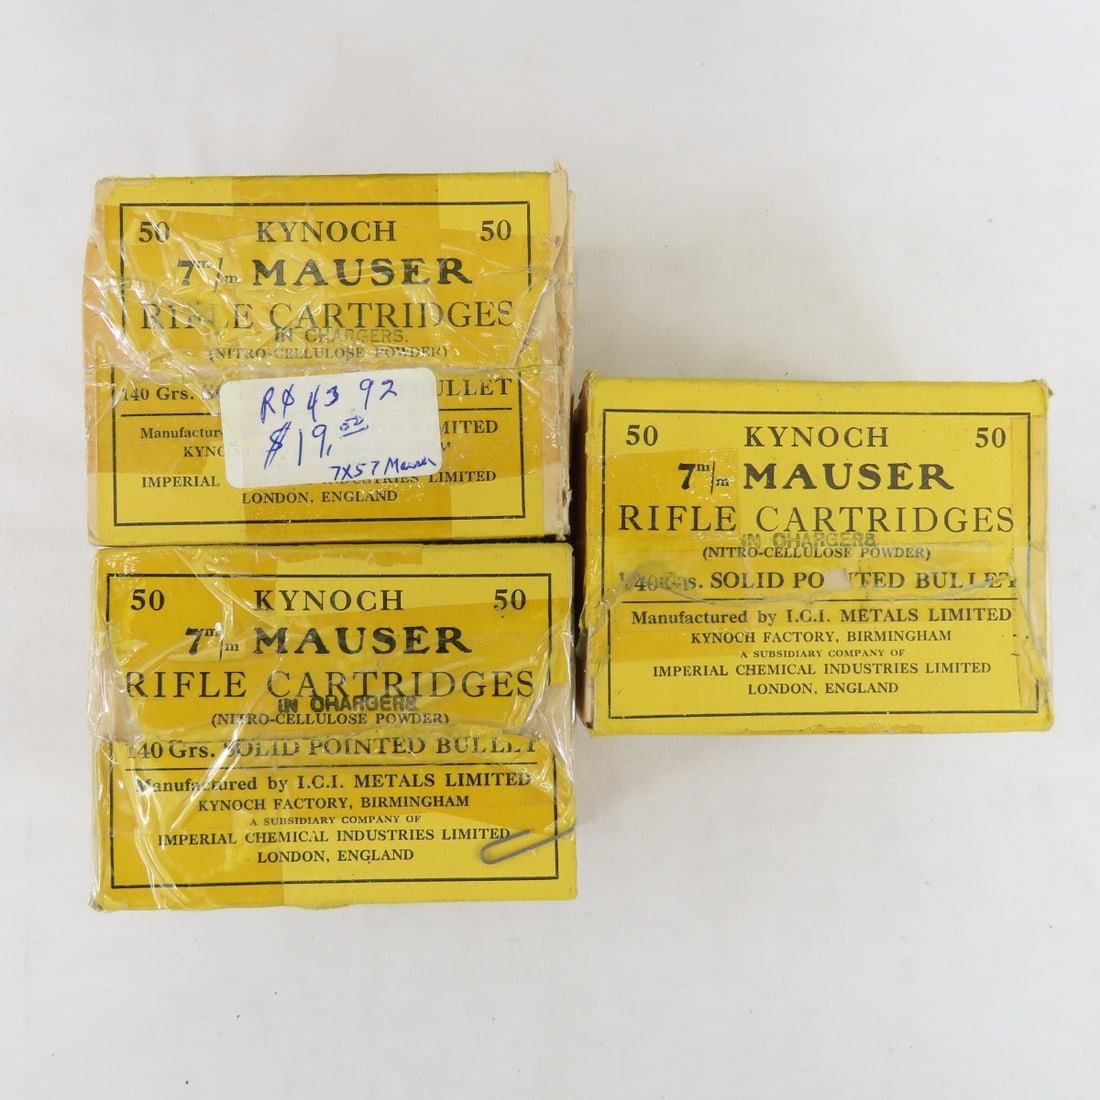 50 KYNOCH 50
7m/m MAUSER
RIFLE CARTRIDGES
IN CHARGERS.
(NITRO-CELLULOSE POWDER)
140 Grs. BULLET
Manufactur
KYNO
IMPERIAL LIMITED
LONDON, ENGLAND
43 92
$19.50
7X57 Mauser
50 KYNOCH 50
7m/m MAUSER
RIFLE CARTRIDGES
IN CHARGERS
(NITRO-CELLULOSE POWDER)
140 Grs. SOLID POINTED BULLET
Manufactured by I.C.I. METALS LIMITED
KYNOCH FACTORY, BIRMINGHAM
A SUBSIDIARY COMPANY OF
IMPERIAL CHEMICAL INDUSTRIES LIMITED
LONDON, ENGLAND
50 KYNOCH 50
7m/m MAUSER
RIFLE CARTRIDGES
IN CHARGERS
(NITRO-CELLULOSE POWDER)
140 Grs. SOLID POINTED BULLET
Manufactured by I.C.I. METALS LIMITED
KYNOCH FACTORY, BIRMINGHAM
A SUBSIDIARY COMPANY OF
IMPERIAL CHEMICAL INDUSTRIES LIMITED
LONDON, ENGLAND